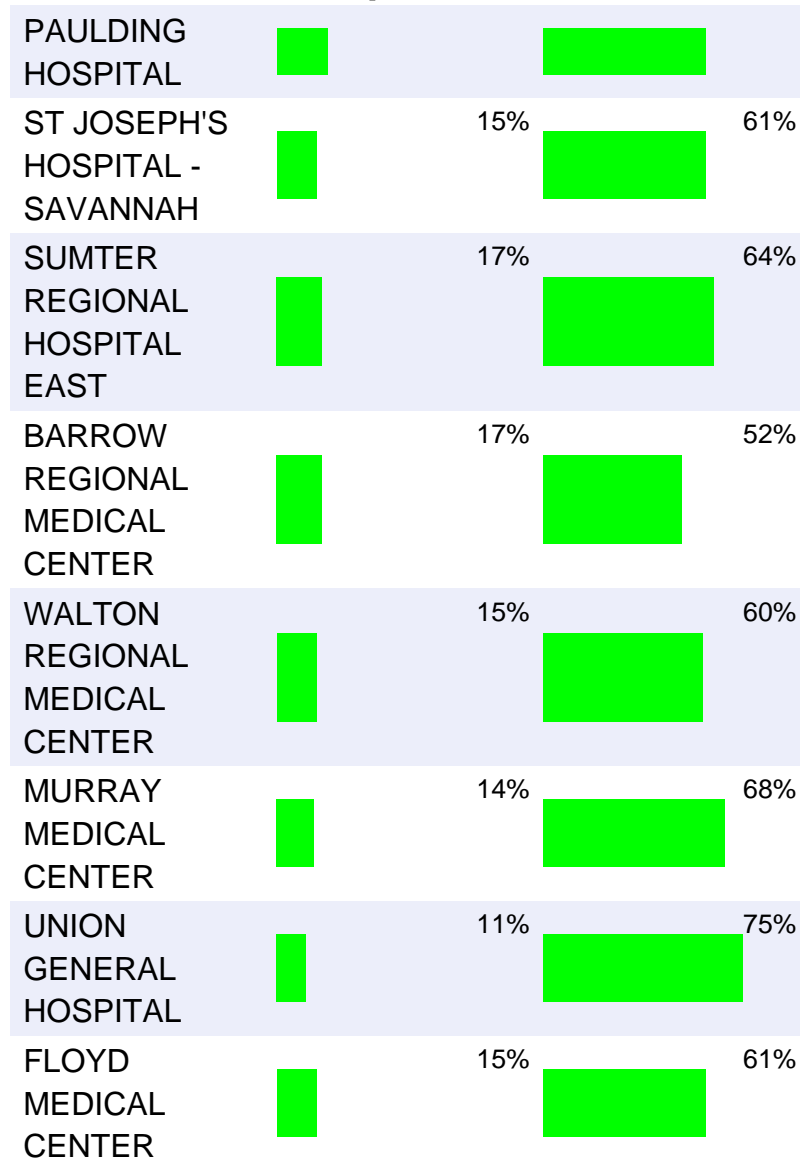 PAULDING
HOSPITAL
ST JOSEPH'S 15% 61%
HOSPITAL -
SAVANNAH
SUMTER 17% 64%
REGIONAL
HOSPITAL
EAST
BARROW 17% 52%
REGIONAL
MEDICAL
CENTER
WALTON 15% 60%
REGIONAL
MEDICAL
CENTER
MURRAY 14% 68%
MEDICAL
CENTER
UNION 11% 75%
GENERAL
HOSPITAL
FLOYD 15% 61%
MEDICAL
CENTER